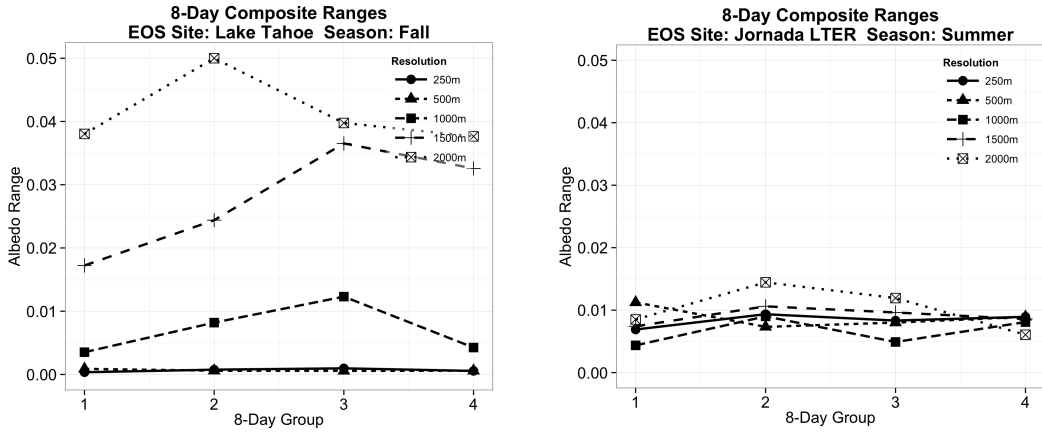 8-Day Composite Ranges
EOS Site: Lake Tahoe  Season: Fall
Albedo Range
0.05
0.04
0.03
0.02
0.01
0.00
Resolution
250m
500m
1000m
1500m
2000m
1
2
3
4
8-Day Group
8-Day Composite Ranges
EOS Site: Jornada LTER  Season: Summer
Albedo Range
0.05
0.04
0.03
0.02
0.01
0.00
Resolution
250m
500m
1000m
1500m
2000m
1
2
3
4
8-Day Group